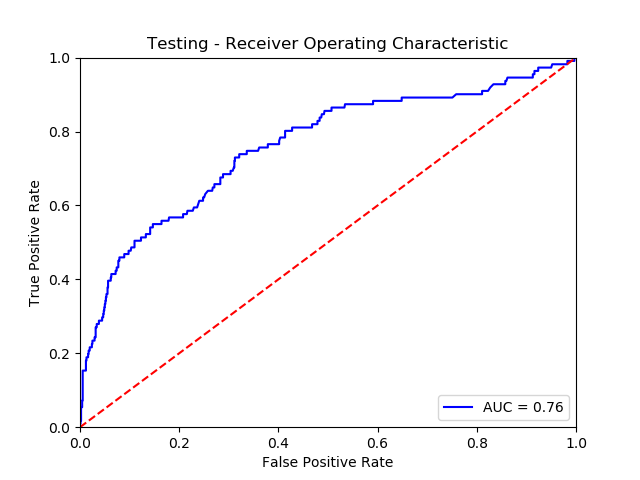 Testing - Receiver Operating Characteristic
1.0
0.8
0.6
0.4
0.2
0.0
True Positive Rate
AUC = 0.76
0.0 0.2 0.4 0.6 0.8 1.0
False Positive Rate